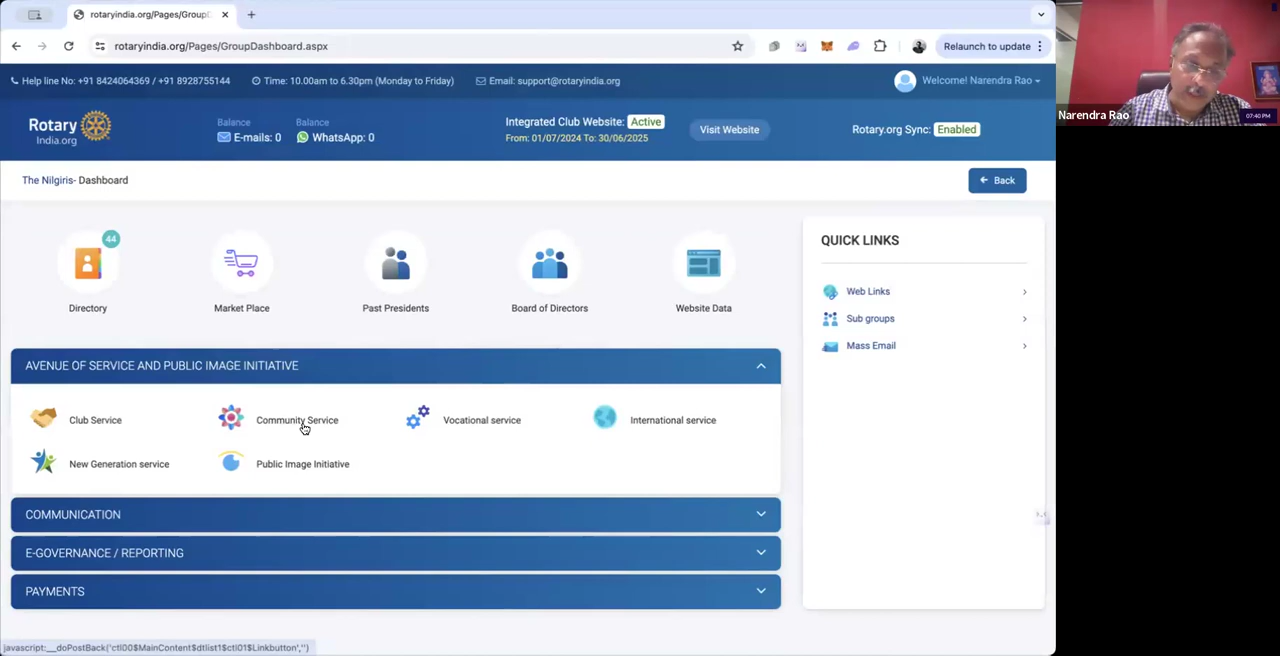 rotaryindia.org/Pages/GroupD
rotaryindia.org/Pages/GroupDashboard.aspx
Relaunch to update
Help line No: +91 8424064369 / +91 8928755144
Time: 10.00am to 6.30pm (Monday to Friday)
Email: support@rotaryindia.org
Welcome! Narendra Rao
Rotary
India.org
Balance
E-mails: 0
Balance
WhatsApp: 0
Integrated Club Website: Active
From: 01/07/2024 To: 30/06/2025
Visit Website
Rotary.org Sync: Enabled
The Nilgiris- Dashboard
Back
44
Directory
Market Place
Past Presidents
Board of Directors
Website Data
QUICK LINKS
Web Links
Sub groups
Mass Email
AVENUE OF SERVICE AND PUBLIC IMAGE INITIATIVE
Club Service
Community Service
Vocational service
International service
New Generation service
Public Image Initiative
COMMUNICATION
E-GOVERNANCE / REPORTING
PAYMENTS
javascript:__doPostBack('ctl00$MainContent$dtlist1$ctl01$Linkbutton','')
Narendra Rao
07:40 PM